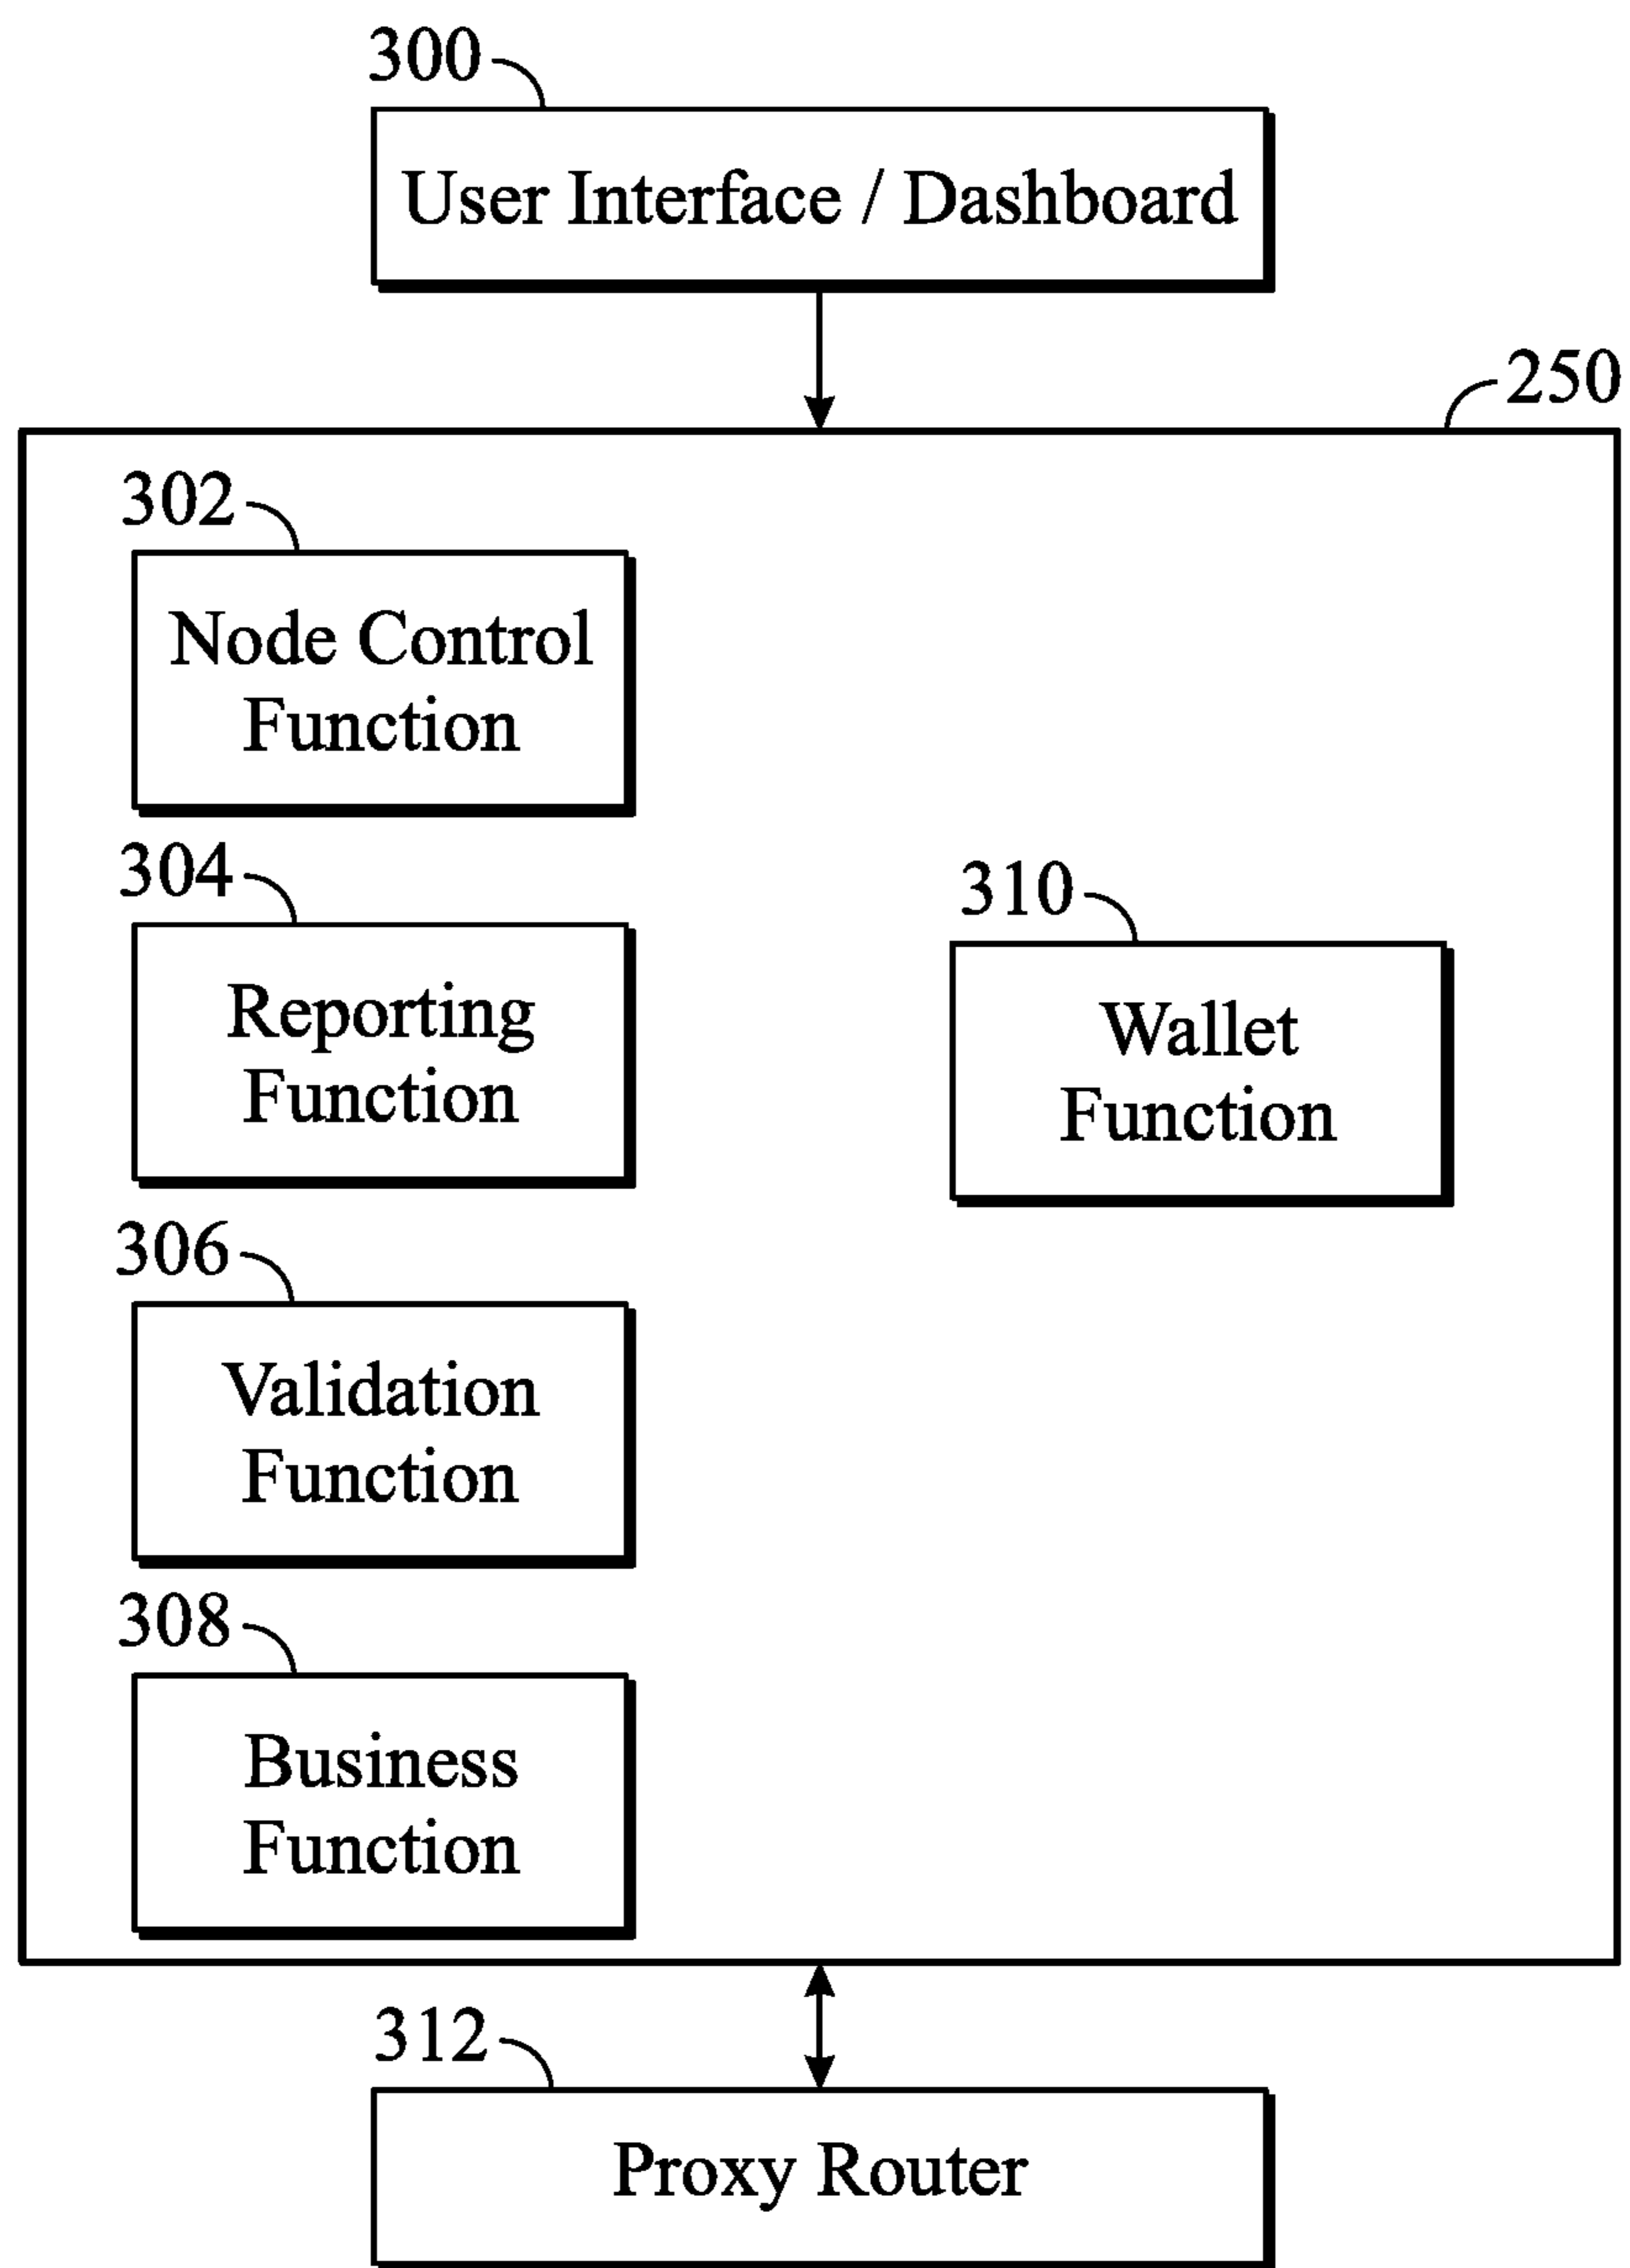 300
User Interface / Dashboard
250
302
Node Control
Function
304
Reporting
Function
310
Wallet
Function
306
Validation
Function
308
Business
Function
312
Proxy Router